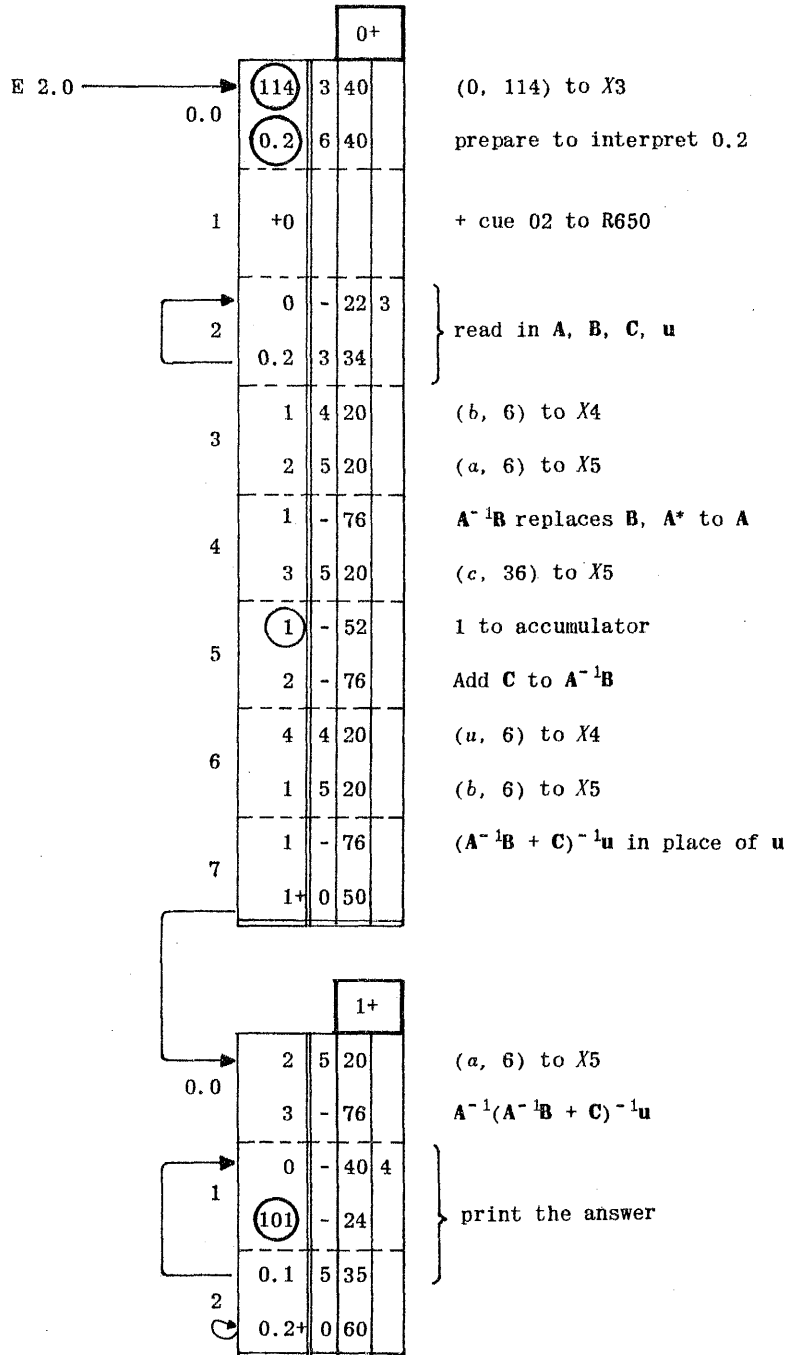 0+
E 2.0 114 3 40 (0, 114) to X3
0.0
0.2 6 40 prepare to interpret 0.2
1 +0 + cue 02 to R650
0 - 22 3
2 read in A, B, C, u
0.2 3 34
1 4 20 (b, 6) to X4
3
2 5 20 (a, 6) to X5
1 - 76 A⁻¹B replaces B, A* to A
4
3 5 20 (c, 36) to X5
1 - 52 1 to accumulator
5
2 - 76 Add C to A⁻¹B
4 4 20 (u, 6) to X4
6
1 5 20 (b, 6) to X5
1 - 76 (A⁻¹B + C)⁻¹u in place of u
7
1+ 0 50
1+
2 5 20 (a, 6) to X5
0.0
3 - 76 A⁻¹(A⁻¹B + C)⁻¹u
0 - 40 4
1
101 - 24 print the answer
0.1 5 35
2
0.2+ 0 60